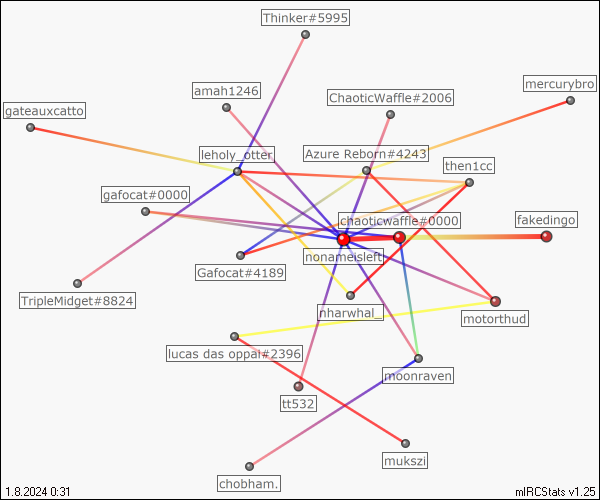 Thinker#5995
mercurybro
amah1246
ChaoticWaffle#2006
gateauxcatto
leholy_otter
Azure Reborn#4243
then1cc
gafocat#0000
chaoticwaffle#0000
fakedingo
nonameisleft
Gafocat#4189
TripleMidget#8824
nharwhal_
motorthud
lucas das oppai#2396
moonraven
tt532
mukszi
chobham.
1.8.2024 0:31
mIRCStats v1.25